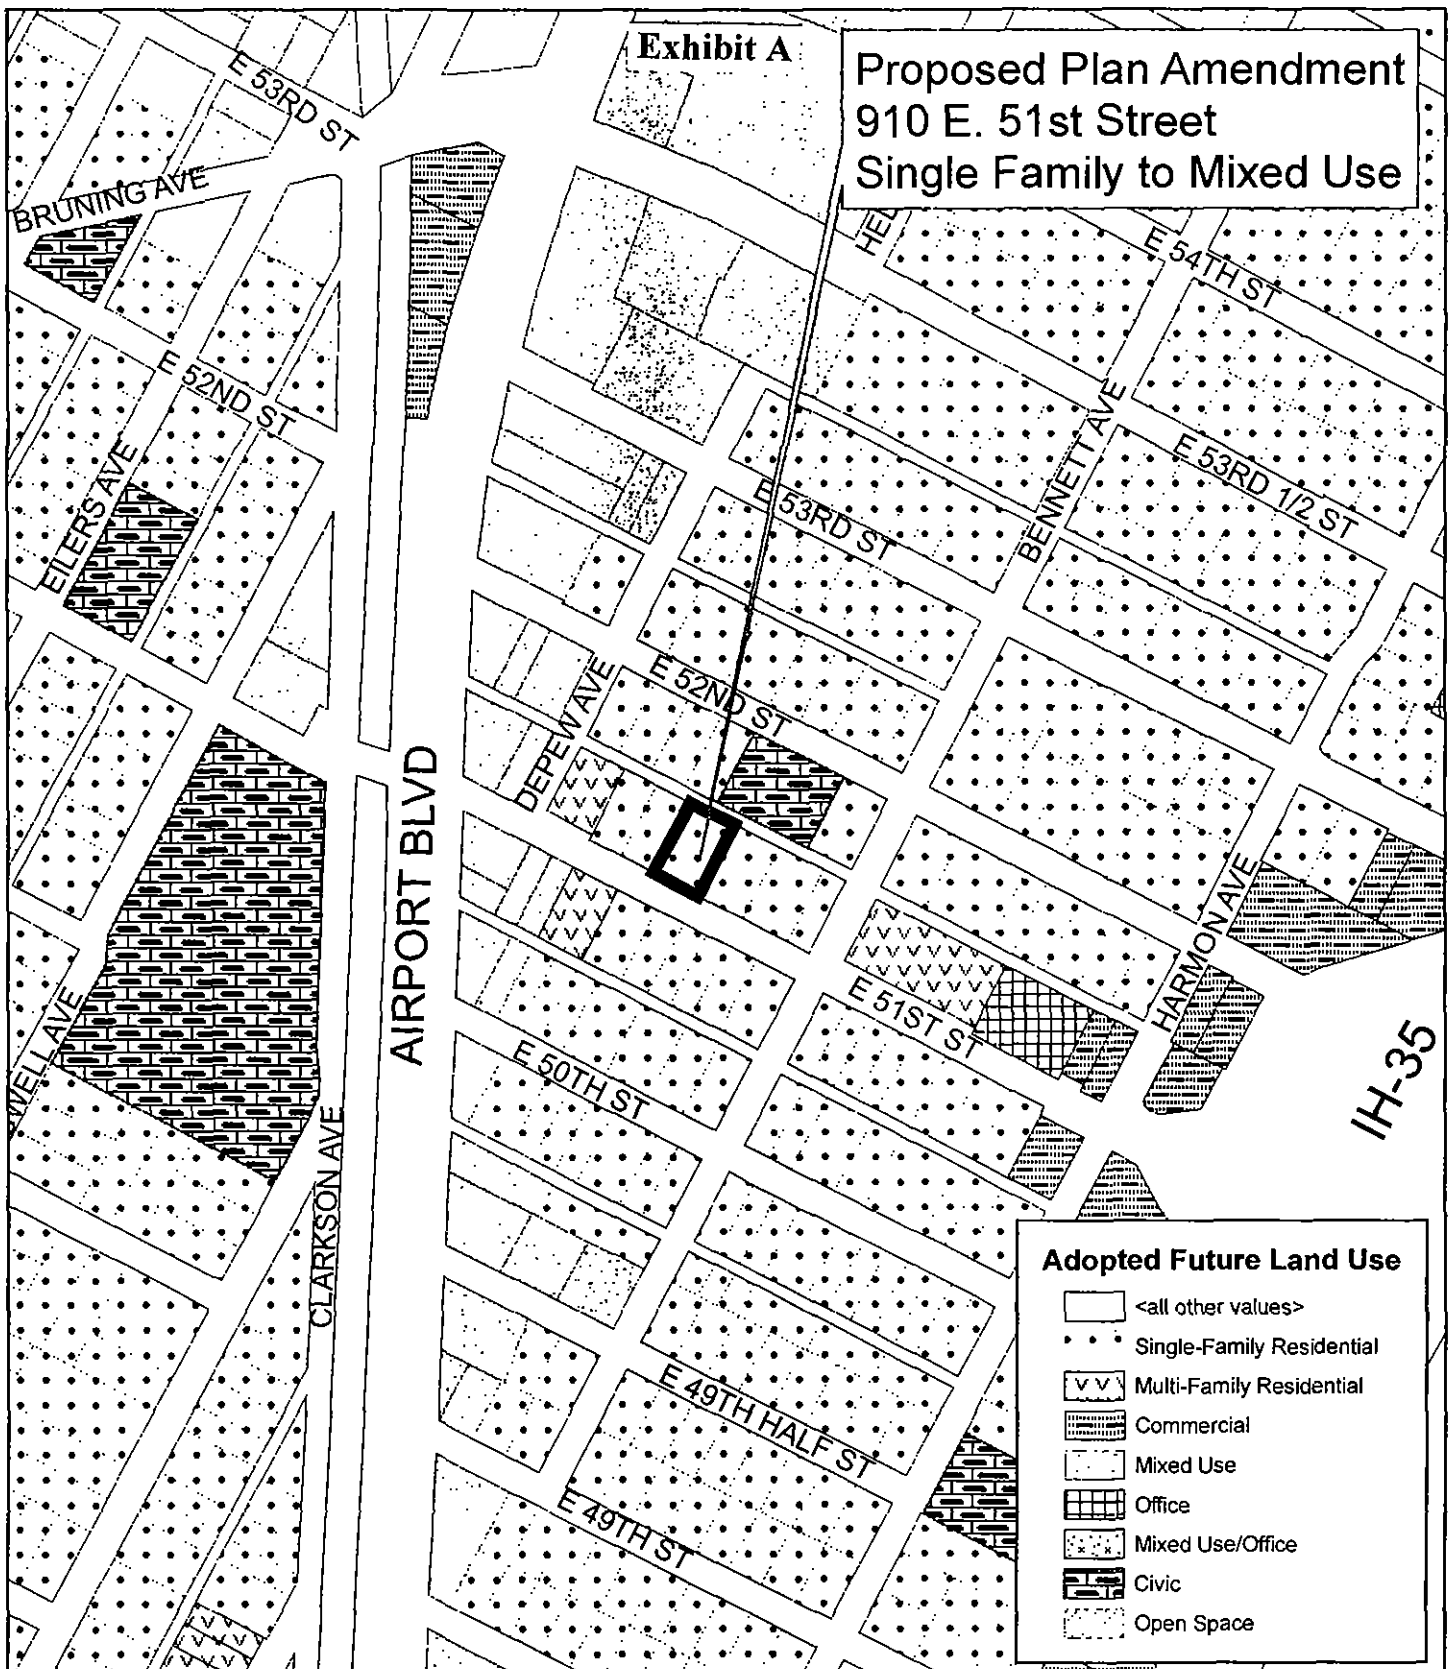 Exhibit A
Proposed Plan Amendment
910 E. 51st Street
Single Family to Mixed Use
E 53RD ST
BRUNING AVE
E 54TH ST
E 52ND ST
EILERS AVE
BENNETT AVE
E 53RD 1/2 ST
E 53RD ST
E 52ND ST
DEPEW AVE
AIRPORT BLVD
HARMON AVE
E 51ST ST
IH-35
E 50TH ST
CLARKSON AVE
E 49TH HALF ST
E 49TH ST
Adopted Future Land Use
<all other values>
Single-Family Residential
Multi-Family Residential
Commercial
Mixed Use
Office
Mixed Use/Office
Civic
Open Space